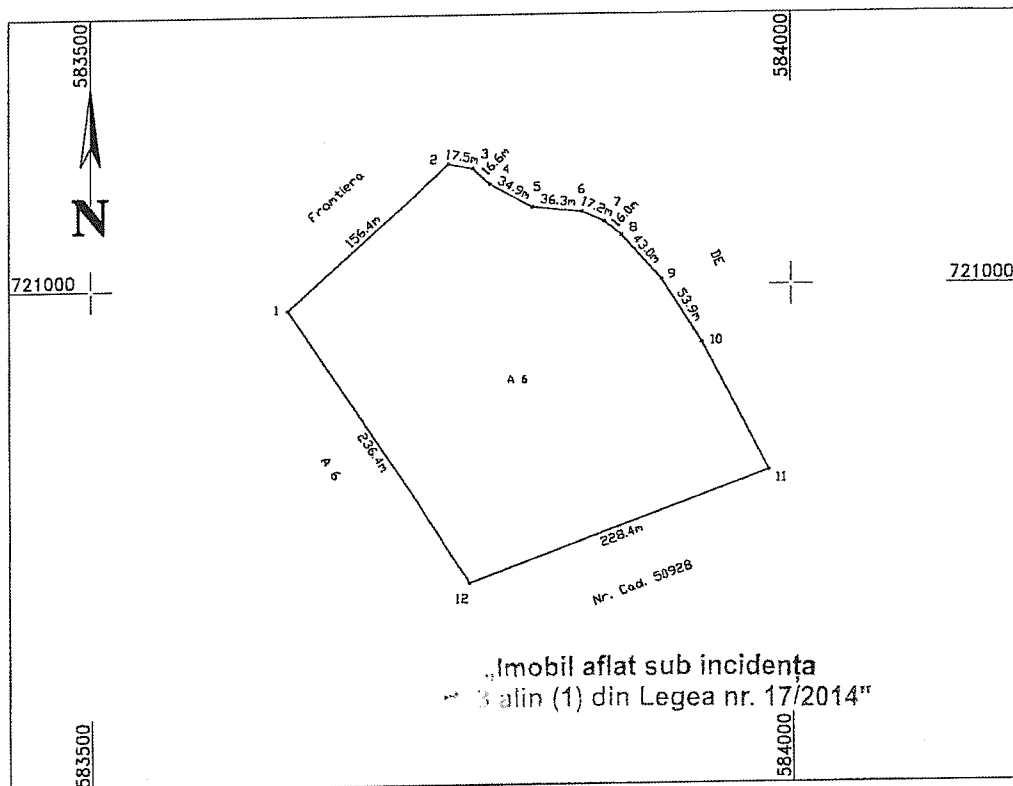 583500
584000
2 17.5m 3
16.6m
4
34.9m 5
36.3m 6
17.2m 7
16.0m
8
43.0m
9
53.9m
10
DE
Frontiera
156.4m
N
721000
721000
1
A 6
236.4m
A 6
11
228.4m
12
Nr. Cad. 50928
„Imobil aflat sub incidența
3 alin (1) din Legea nr. 17/2014"
583500
584000